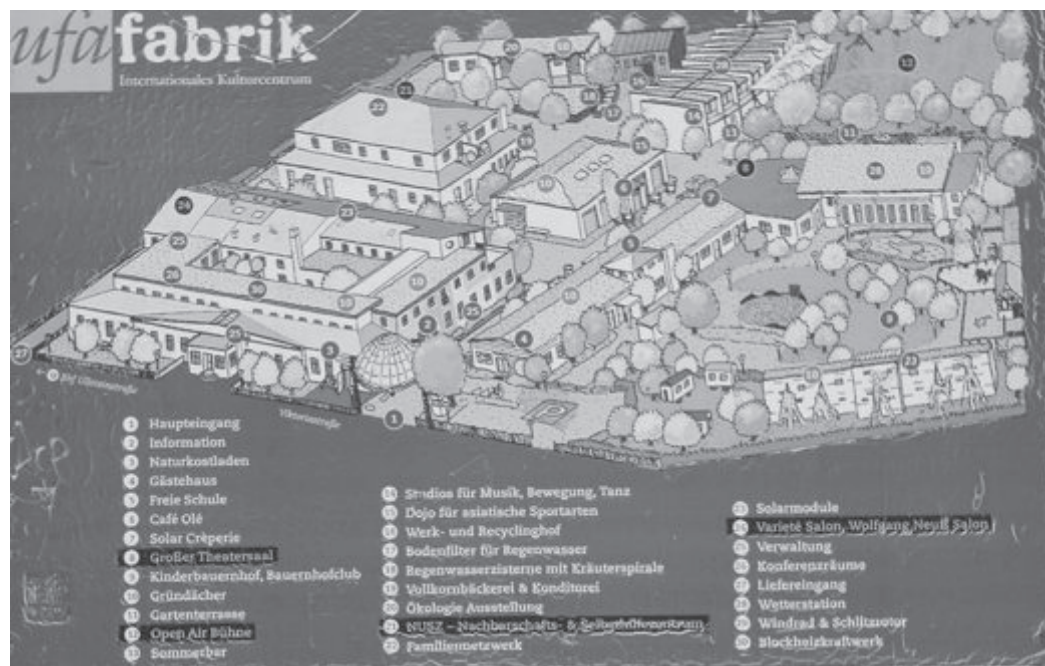 ufafabrik
Internationales Kulturcentrum
Viktoriastraße
1 Haupteingang
2 Information
3 Naturkostladen
4 Gästehaus
5 Freie Schule
6 Café Olé
7 Solar Crêperie
8 Großer Theatersaal
9 Kinderbauernhof, Bauernhofclub
10 Gründächer
11 Gartenterrasse
12 Open Air Bühne
13 Sommerbar
14 Studios für Musik, Bewegung, Tanz
15 Dojo für asiatische Sportarten
16 Werk- und Recyclinghof
17 Bodenfilter für Regenwasser
18 Regenwasserzisterne mit Kräuterspirale
19 Vollkornbäckerei & Konditorei
20 Ökologie Ausstellung
21 NUSZ – Nachbarschafts- & Selbsthilfezentrum
22 Familiennetzwerk
23 Solarmodule
24 Varieté Salon, Wolfgang Neuß Salon
25 Verwaltung
26 Konferenzräume
27 Liefereingang
28 Wetterstation
29 Windrad & Schlitzrotor
30 Blockheizkraftwerk